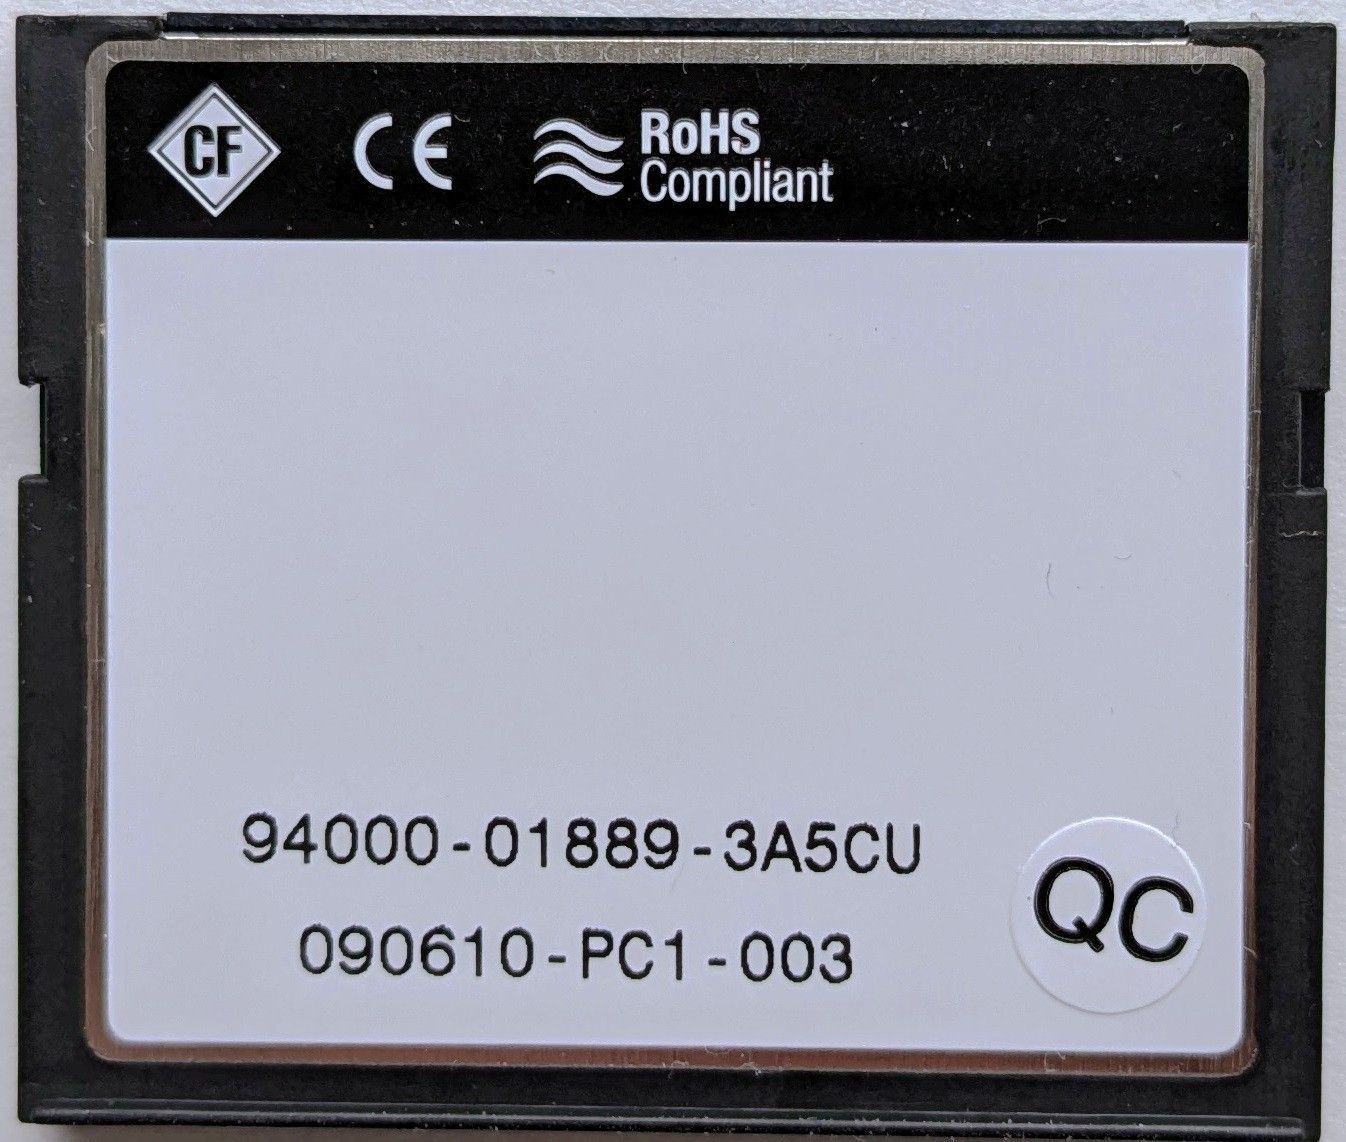 CF CE RoHS
Compliant
94000-01889-3A5CU
090610-PC1-003
QC